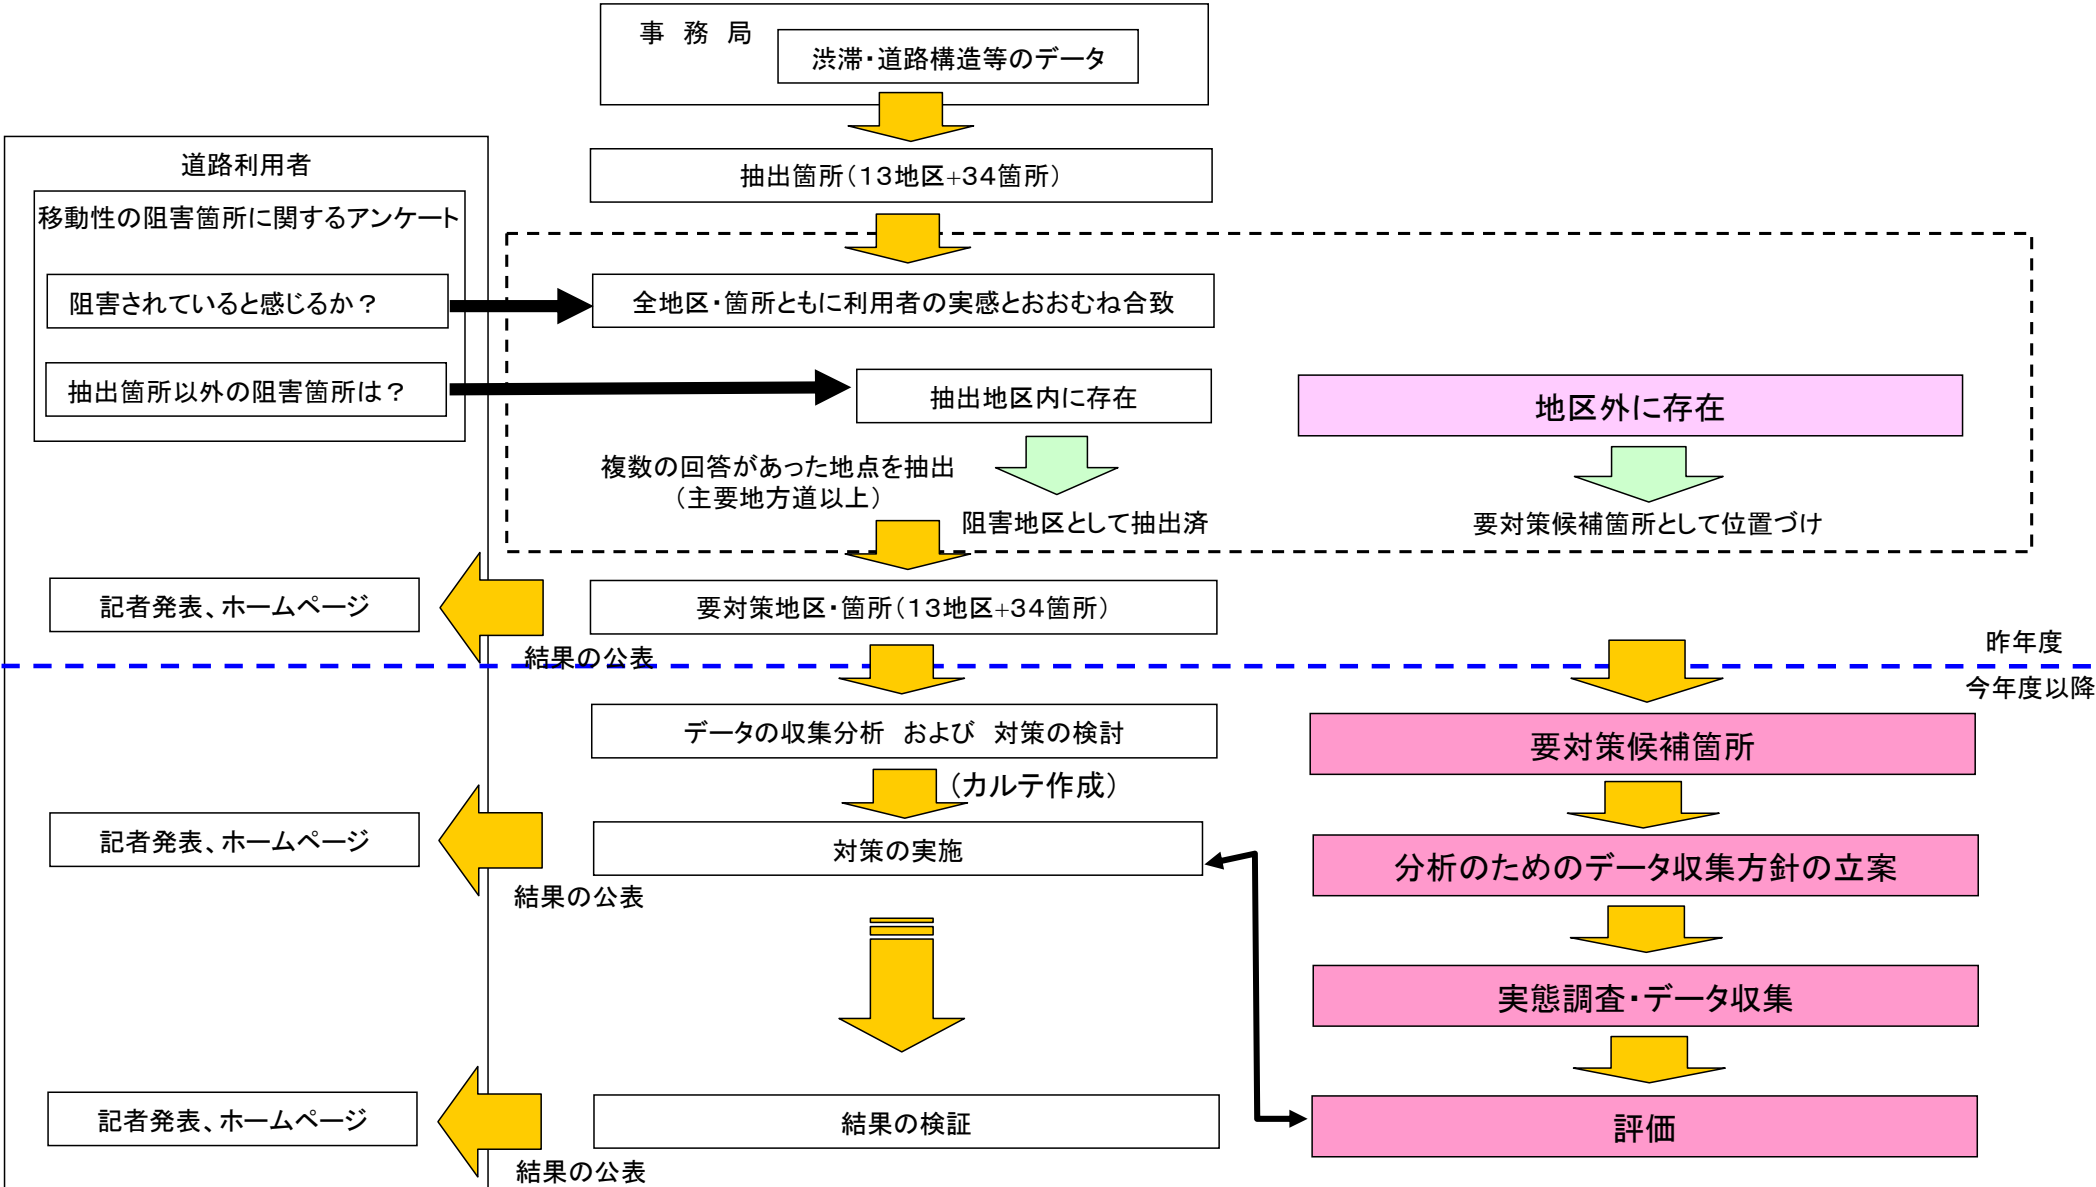 事 務 局
渋滞・道路構造等のデータ
抽出箇所（１３地区+３４箇所）
道路利用者
移動性の阻害箇所に関するアンケート
阻害されていると感じるか？
全地区・箇所ともに利用者の実感とおおむね合致
抽出箇所以外の阻害箇所は？
抽出地区内に存在
地区外に存在
複数の回答があった地点を抽出
（主要地方道以上）
阻害地区として抽出済
要対策候補箇所として位置づけ
記者発表、ホームページ
要対策地区・箇所（１３地区+３４箇所）
結果の公表
昨年度
今年度以降
データの収集分析 および 対策の検討
要対策候補箇所
（カルテ作成）
記者発表、ホームページ
対策の実施
分析のためのデータ収集方針の立案
結果の公表
実態調査・データ収集
記者発表、ホームページ
結果の検証
評価
結果の公表